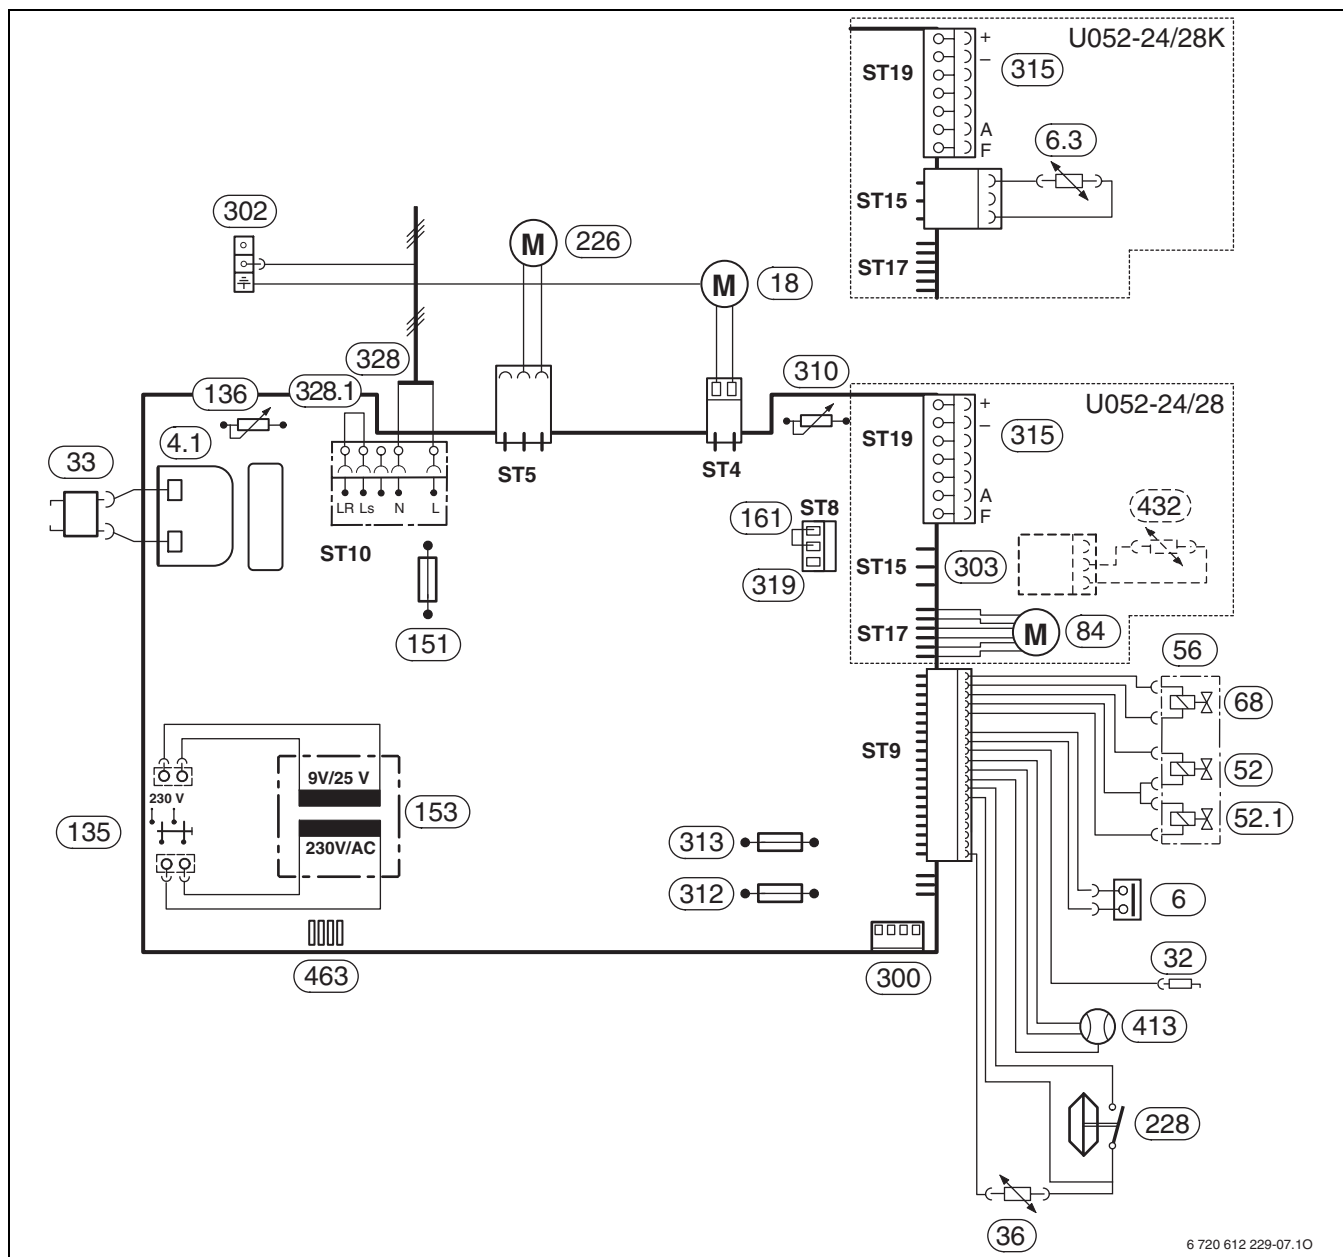 U052-24/28K
ST19
+
–
315
A
F
6.3
ST15
ST17
302
M
226
M
18
328
310
136
328.1
4.1
33
LR Ls N L
ST10
ST5
ST4
151
U052-24/28
ST19
+
–
315
A
F
432
ST8
161
319
ST15
303
ST17
M
84
56
68
ST9
52
52.1
9V/25 V
230 V
153
135
230V/AC
313
312
6
463
300
32
413
228
36
6 720 612 229-07.1O